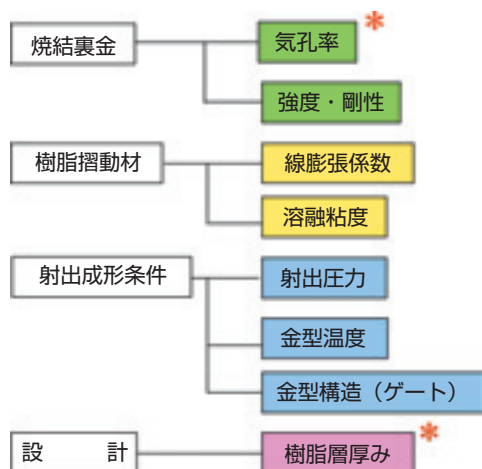 焼結裏金
気孔率 *
強度・剛性
樹脂摺動材
線膨張係数
溶融粘度
射出成形条件
射出圧力
金型温度
金型構造（ゲート）
設　計
樹脂層厚み *